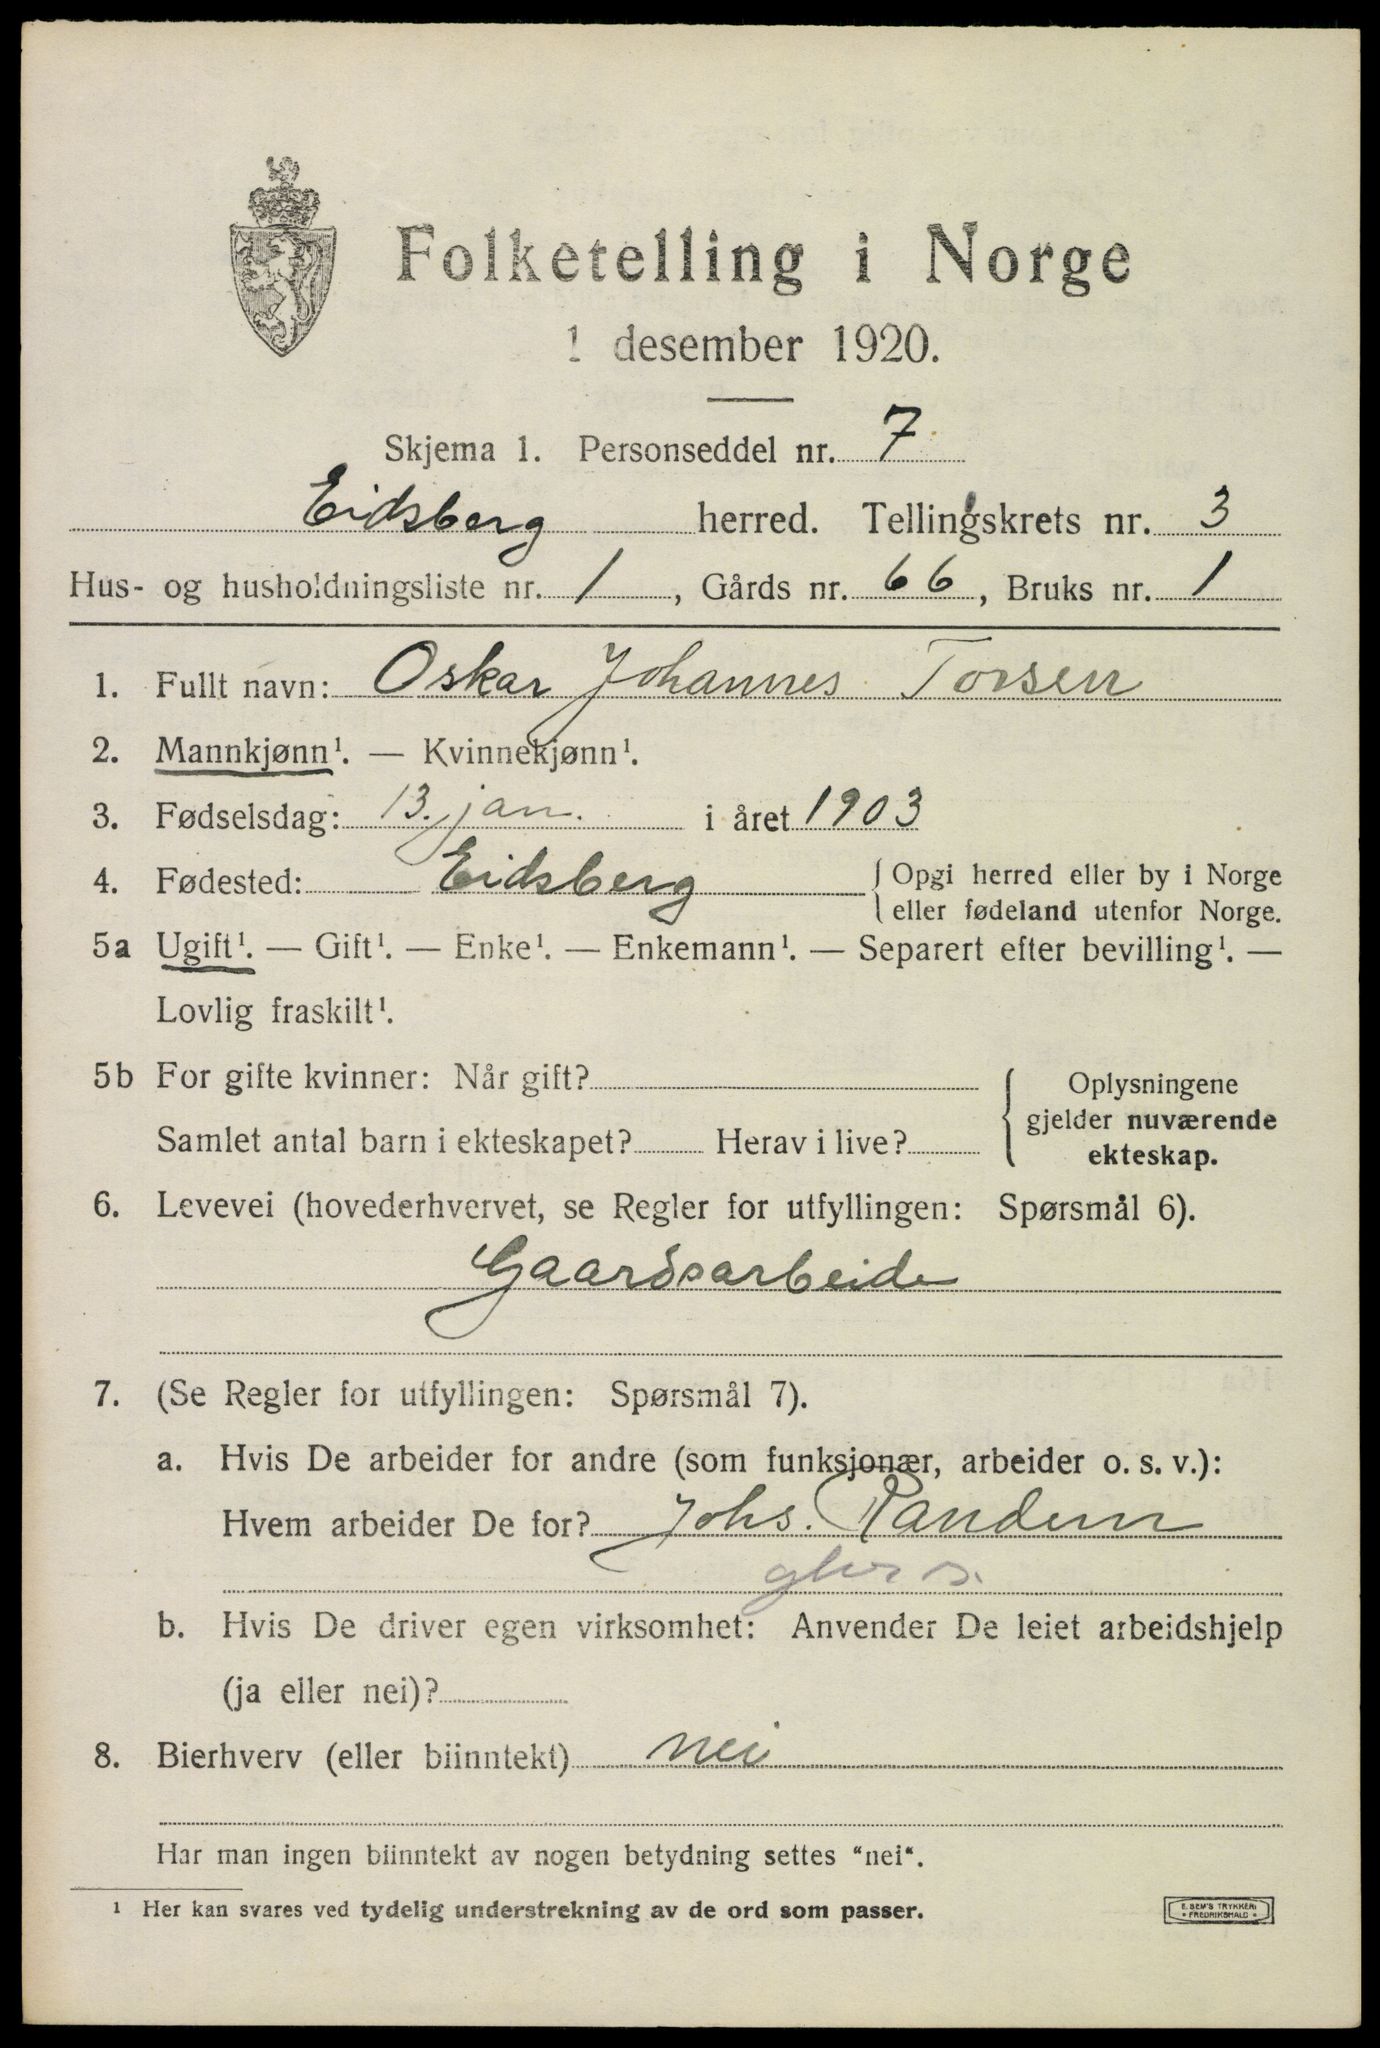 Folketelling i Norge
1 desember 1920.
Skjema 1. Personseddel nr. 7
Eidsberg herred. Tellingskrets nr. 3
Hus- og husholdningsliste nr. 1, Gårds nr. 66, Bruks nr. 1
1. Fullt navn: Oskar Johannes Torsen
2. Mannkjønn¹. — Kvinnekjønn¹.
3. Fødselsdag: 13. jan. i året 1903
4. Fødested: Eidsberg { Opgi herred eller by i Norge
eller fødeland utenfor Norge.
5a Ugift¹. — Gift¹. — Enke¹. — Enkemann¹. — Separert efter bevilling¹. —
Lovlig fraskilt¹.
5b For gifte kvinner: Når gift? { Oplysningene
gjelder nuværende
Samlet antal barn i ekteskapet? Herav i live?
ekteskap.
6. Levevei (hovederhvervet, se Regler for utfyllingen: Spørsmål 6).
Gaardsarbeide
7. (Se Regler for utfyllingen: Spørsmål 7).
a. Hvis De arbeider for andre (som funksjonær, arbeider o. s. v.):
Hvem arbeider De for? Johs. Randem
b. Hvis De driver egen virksomhet: Anvender De leiet arbeidshjelp
(ja eller nei)?
8. Bierhverv (eller biinntekt) nei
Har man ingen biinntekt av nogen betydning settes "nei".
¹ Her kan svares ved tydelig understrekning av de ord som passer.
E. SEM'S TRYKKERI
* FREDRIKSHALD *